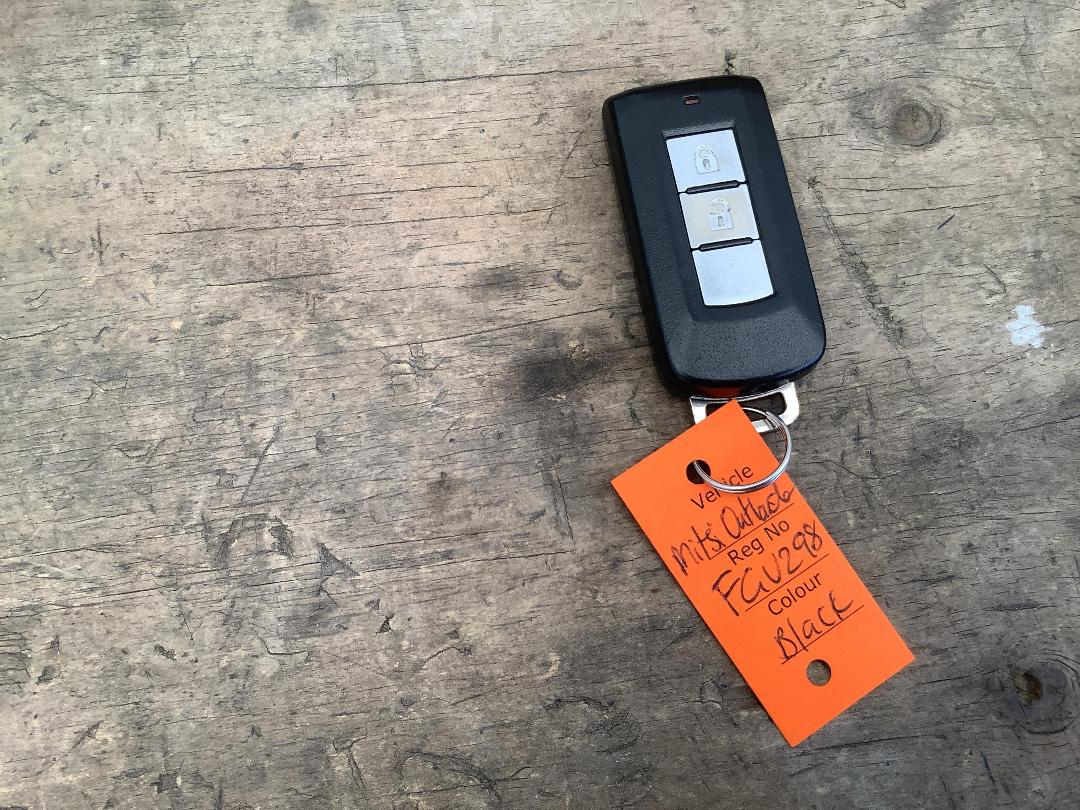 Vehicle
Mits' Outback
Reg No
FGU298
Colour
Black